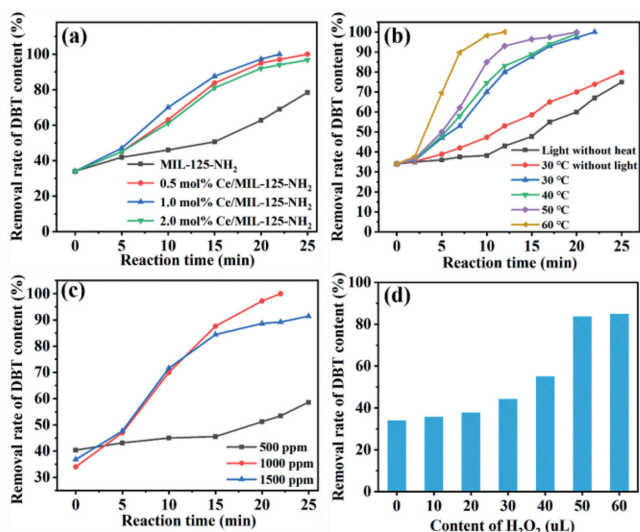 (a)
Removal rate of DBT content (%)
100
80
60
40
20
0
MIL-125-NH2
0.5 mol% Ce/MIL-125-NH2
1.0 mol% Ce/MIL-125-NH2
2.0 mol% Ce/MIL-125-NH2
0 5 10 15 20 25
Reaction time (min)
(b)
Removal rate of DBT content (%)
100
90
80
70
60
50
40
30
20
10
0
Light without heat
30 °C without light
30 °C
40 °C
50 °C
60 °C
0 5 10 15 20 25
Reaction time (min)
(c)
Removal rate of DBT content (%)
100
90
80
70
60
50
40
30
500 ppm
1000 ppm
1500 ppm
0 5 10 15 20 25
Reaction time (min)
(d)
Removal rate of DBT content (%)
100
80
60
40
20
0
0 10 20 30 40 50 60
Content of H2O2 (uL)